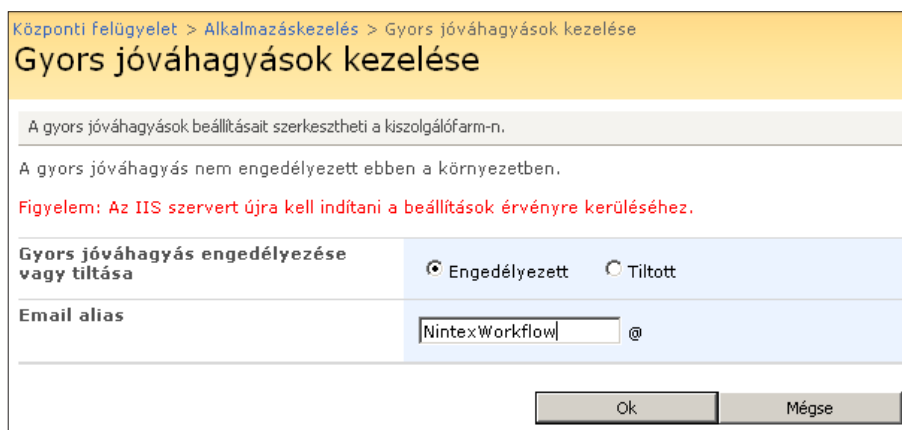 Központi felügyelet > Alkalmazáskezelés > Gyors jóváhagyások kezelése
Gyors jóváhagyások kezelése
A gyors jóváhagyások beállításait szerkesztheti a kiszolgálófarm-n.
A gyors jóváhagyás nem engedélyezett ebben a környezetben.
Figyelem: Az IIS szervert újra kell indítani a beállítások érvényre kerüléséhez.
Gyors jóváhagyás engedélyezése
vagy tiltása
Engedélyezett Tiltott
Email alias
NintexWorkflow @
Ok Mégse